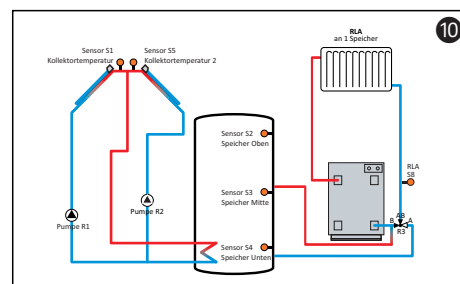 10
RLA
an 1 Speicher
Sensor S1
Kollektortemperatur
Sensor S5
Kollektortemperatur 2
Sensor S2
Speicher Oben
RLA
S8
Sensor S3
Speicher Mitte
Pumpe R1
Pumpe R2
AB
B
A
R3
Sensor S4
Speicher Unten